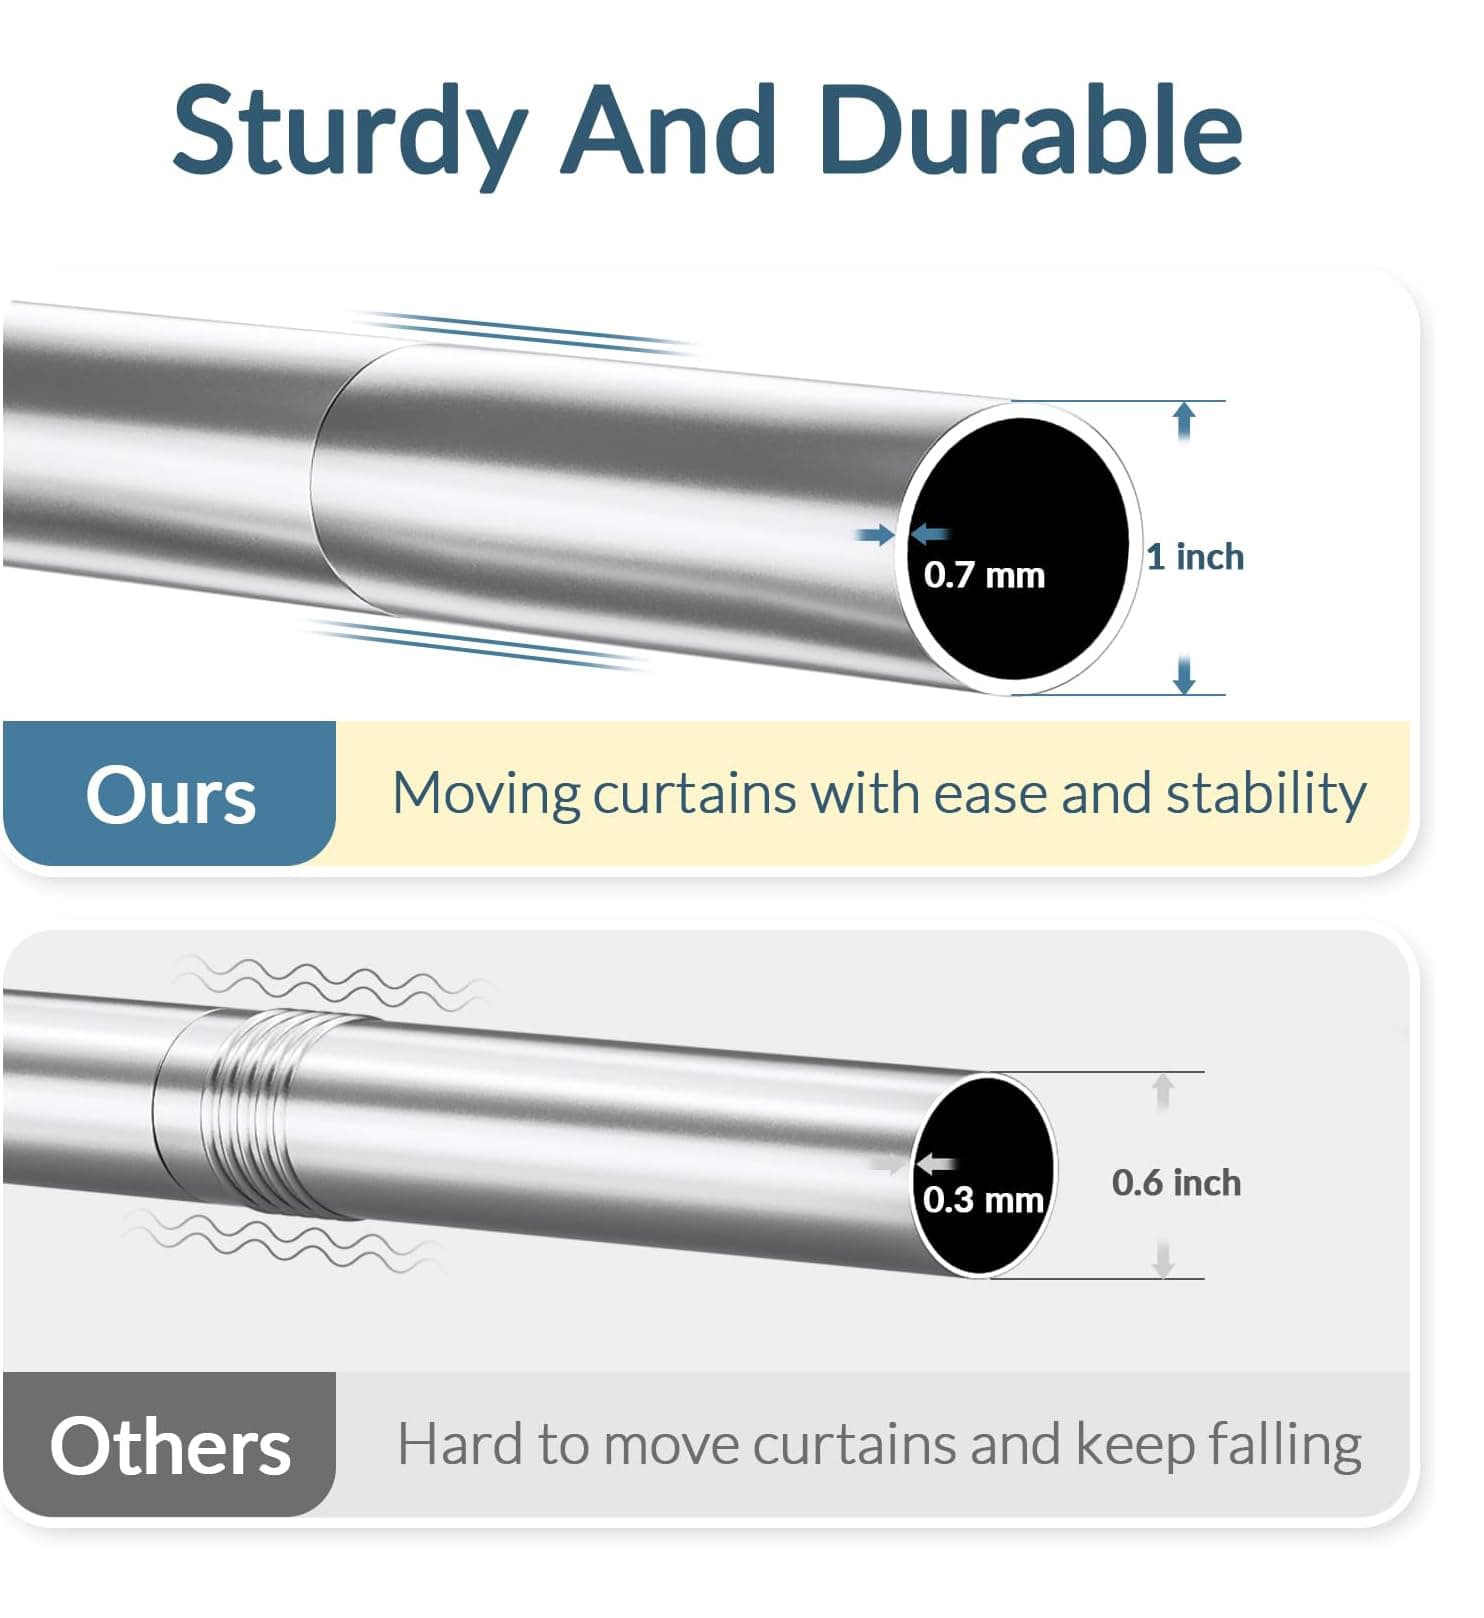 Sturdy And Durable
0.7 mm
1 inch
Ours
Moving curtains with ease and stability
0.3 mm
0.6 inch
Others
Hard to move curtains and keep falling